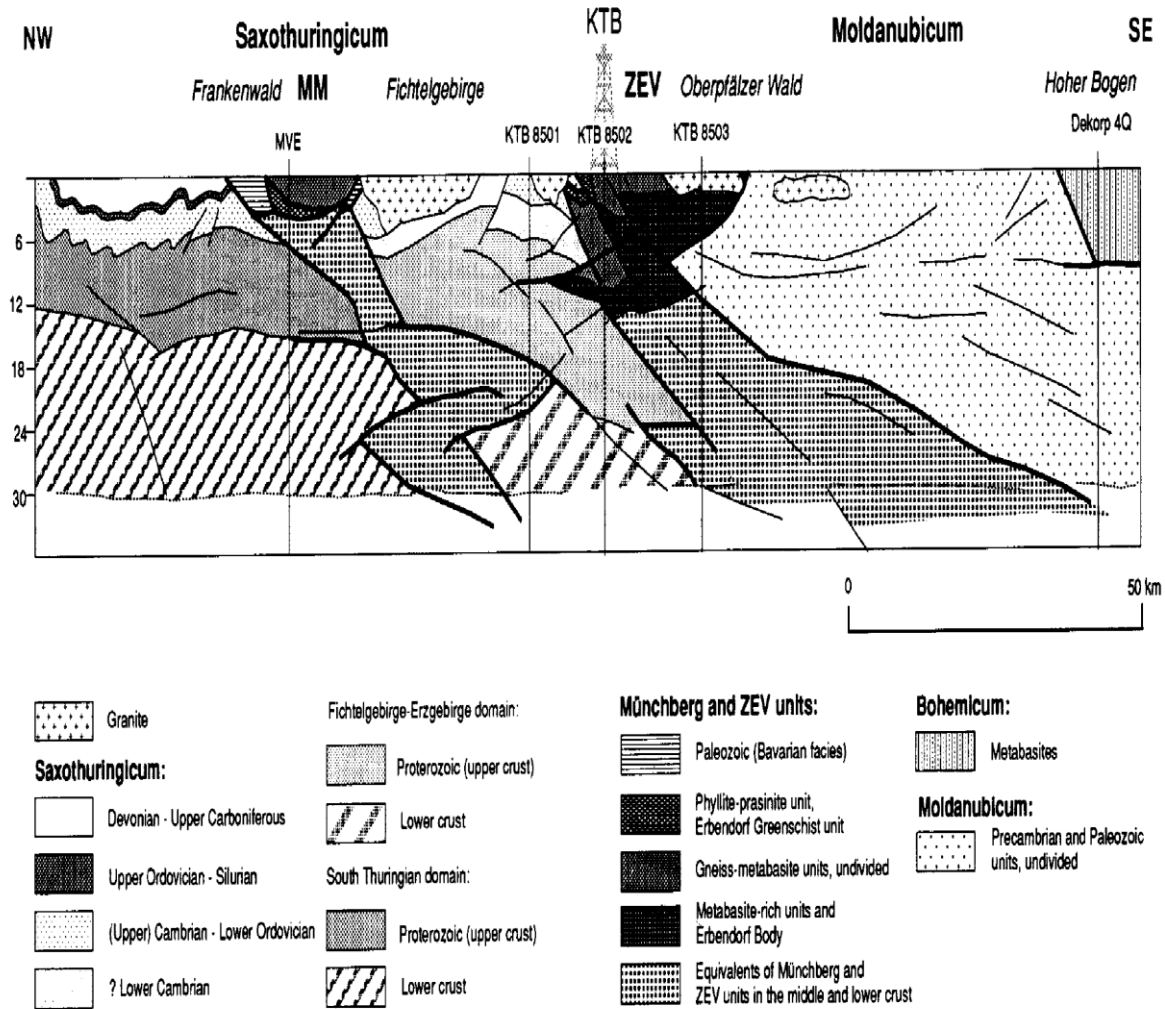 NW
Saxothuringicum
KTB
Moldanubicum
SE
Frankenwald MM Fichtelgebirge
ZEV Oberpfälzer Wald
Hoher Bogen
MVE
KTB 8501
KTB 8502
KTB 8503
Dekorp 4Q
6
12
18
24
30
0
50 km
Granite
Saxothuringicum:
Devonian - Upper Carboniferous
Upper Ordovician - Silurian
(Upper) Cambrian - Lower Ordovician
? Lower Cambrian
Fichtelgebirge-Erzgebirge domain:
Proterozoic (upper crust)
Lower crust
South Thuringian domain:
Proterozoic (upper crust)
Lower crust
Münchberg and ZEV units:
Paleozoic (Bavarian facies)
Phyllite-prasinite unit,
Erbendorf Greenschist unit
Gneiss-metabasite units, undivided
Metabasite-rich units and
Erbendorf Body
Equivalents of Münchberg and
ZEV units in the middle and lower crust
Bohemicum:
Metabasites
Moldanubicum:
Precambrian and Paleozoic
units, undivided